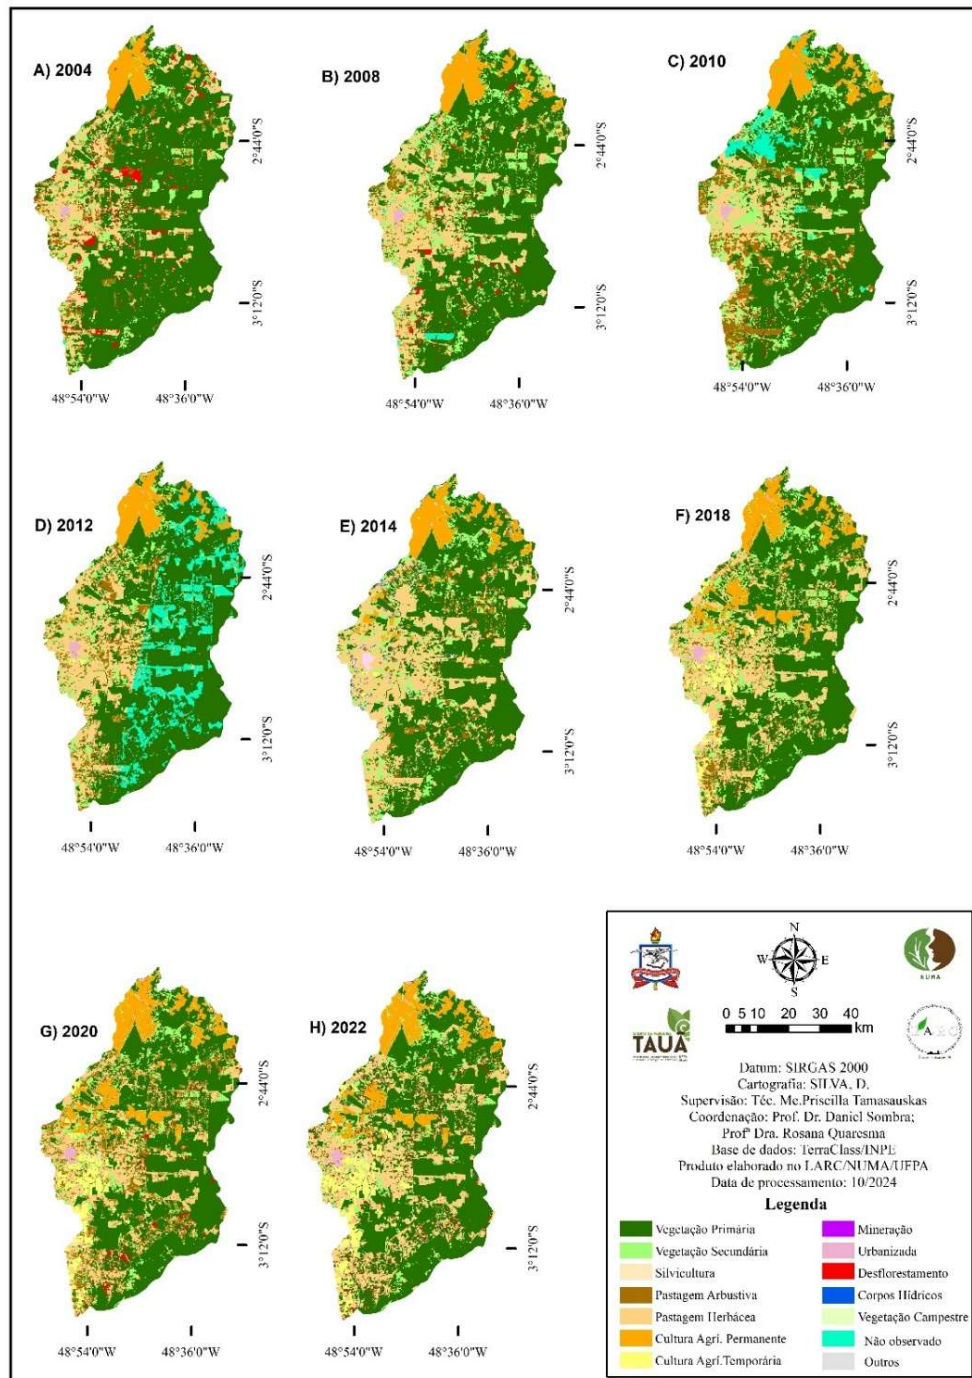 A) 2004
B) 2008
C) 2010
2°44'0"S
2°44'0"S
2°44'0"S
3°12'0"S
3°12'0"S
3°12'0"S
48°54'0"W 48°36'0"W
48°54'0"W 48°36'0"W
48°54'0"W 48°36'0"W
D) 2012
E) 2014
F) 2018
2°44'0"S
2°44'0"S
2°44'0"S
3°12'0"S
3°12'0"S
3°12'0"S
48°54'0"W 48°36'0"W
48°54'0"W 48°36'0"W
48°54'0"W 48°36'0"W
G) 2020
H) 2022
2°44'0"S
2°44'0"S
3°12'0"S
3°12'0"S
48°54'0"W 48°36'0"W
48°54'0"W 48°36'0"W
N
W E
S
NUMA
TAUÁ
0 5 10 20 30 40
km
Datum: SIRGAS 2000
Cartografia: SILVA, D.
Supervisão: Téc. Me.Priscilla Tamasauskas
Coordenação: Prof. Dr. Daniel Sombra;
Profª Dra. Rosana Quaresma
Base de dados: TerraClass/INPE
Produto elaborado no LARC/NUMA/UFPA
Data de processamento: 10/2024
Legenda
Vegetação Primária
Vegetação Secundária
Silvicultura
Pastagem Arbustiva
Pastagem Herbácea
Cultura Agrí. Permanente
Cultura Agrí.Temporária
Mineração
Urbanizada
Desflorestamento
Corpos Hídricos
Vegetação Campestre
Não observado
Outros